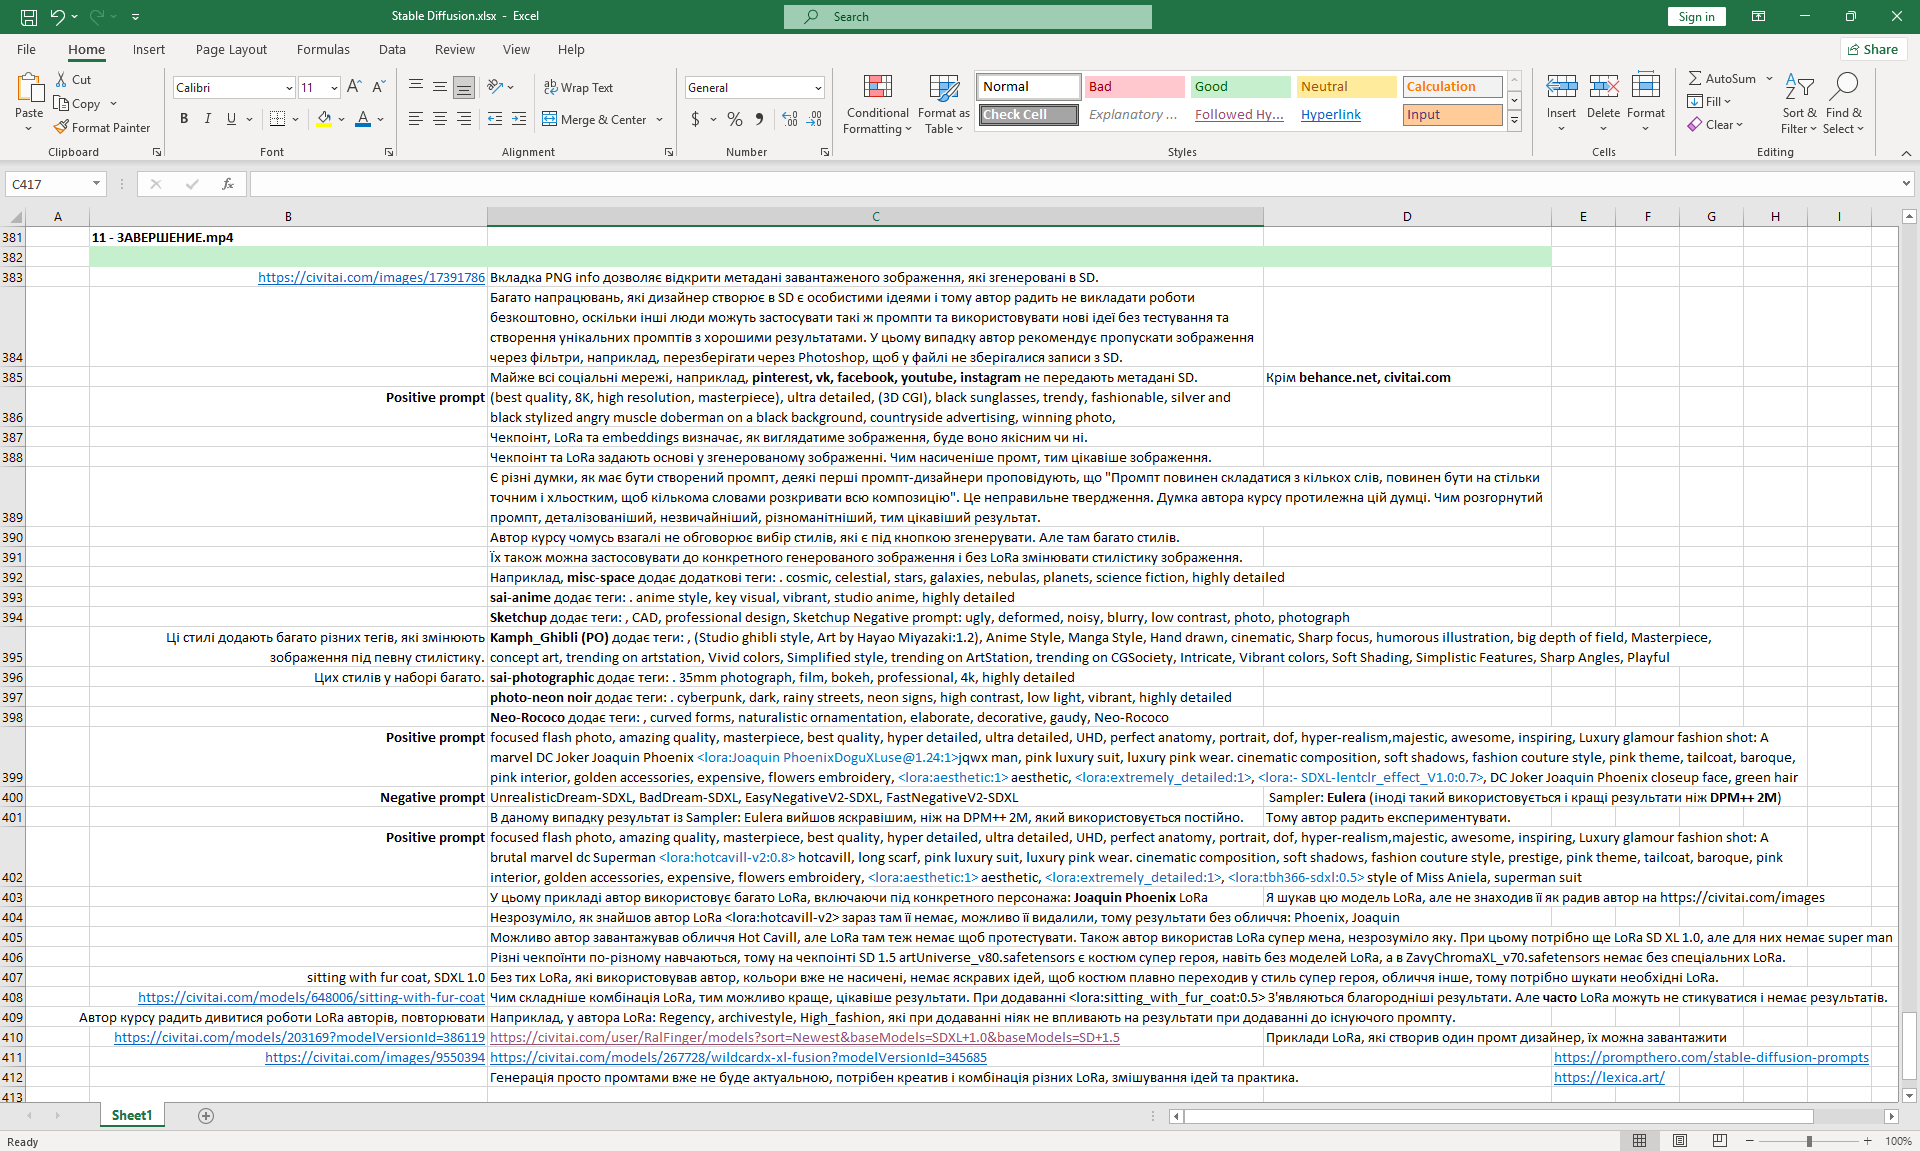 Stable Diffusion.xlsx - Excel
Search
Sign in
File Home Insert Page Layout Formulas Data Review View Help
Share
Paste
Cut
Copy
Format Painter
Clipboard
Calibri 11
B I U
Font
Wrap Text
Merge & Center
Alignment
General
$ % ,
Number
Conditional Formatting
Format as Table
Normal Bad Good Neutral Calculation
Check Cell Explanatory ... Followed Hy... Hyperlink Input
Styles
Insert Delete Format
Cells
AutoSum
Fill
Clear
Sort & Filter
Find & Select
Editing
C417
fx
A B C D E F G H I
381 11 - ЗАВЕРШЕНИЕ.mp4
382
383 https://civitai.com/images/17391786 Вкладка PNG info дозволяє відкрити метадані завантаженого зображення, які згенеровані в SD.
Багато напрацювань, які дизайнер створює в SD є особистими ідеями і тому автор радить не викладати роботи
безкоштовно, оскільки інші люди можуть застосувати такі ж промпти та використовувати нові ідеї без тестування та
створення унікальних промптів з хорошими результатами. У цьому випадку автор рекомендує пропускати зображення
384 через фільтри, наприклад, перезберігати через Photoshop, щоб у файлі не зберігалися записи з SD.
385 Майже всі соціальні мережі, наприклад, pinterest, vk, facebook, youtube, instagram не передають метадані SD. Крім behance.net, civitai.com
Positive prompt (best quality, 8K, high resolution, masterpiece), ultra detailed, (3D CGI), black sunglasses, trendy, fashionable, silver and
386 black stylized angry muscle doberman on a black background, countryside advertising, winning photo,
387 Чекпоінт, LoRa та embeddings визначає, як виглядатиме зображення, буде воно якісним чи ні.
388 Чекпоінт та LoRa задають основі у згенерованому зображенні. Чим насиченіше промт, тим цікавіше зображення.
Є різні думки, як має бути створений промпт, деякі перші промпт-дизайнери проповідують, що "Промпт повинен складатися з кількох слів, повинен бути на стільки
точним і хльостким, щоб кількома словами розкривати всю композицію". Це неправильне твердження. Думка автора курсу протилежна цій думці. Чим розгорнутий
389 промпт, деталізованіший, незвичайніший, різноманітніший, тим цікавіший результат.
390 Автор курсу чомусь взагалі не обговорює вибір стилів, які є під кнопкою згенерувати. Але там багато стилів.
391 Їх також можна застосовувати до конкретного генерованого зображення і без LoRa змінювати стилістику зображення.
392 Наприклад, misc-space додає додаткові теги: . cosmic, celestial, stars, galaxies, nebulas, planets, science fiction, highly detailed
393 sai-anime додає теги: . anime style, key visual, vibrant, studio anime, highly detailed
394 Sketchup додає теги: , CAD, professional design, Sketchup Negative prompt: ugly, deformed, noisy, blurry, low contrast, photo, photograph
Ці стилі додають багато різних тегів, які змінюють Kamph_Ghibli (PO) додає теги: , (Studio ghibli style, Art by Hayao Miyazaki:1.2), Anime Style, Manga Style, Hand drawn, cinematic, Sharp focus, humorous illustration, big depth of field, Masterpiece,
395 зображення під певну стилістику. concept art, trending on artstation, Vivid colors, Simplified style, trending on ArtStation, trending on CGSociety, Intricate, Vibrant colors, Soft Shading, Simplistic Features, Sharp Angles, Playful
396 Цих стилів у наборі багато. sai-photographic додає теги: . 35mm photograph, film, bokeh, professional, 4k, highly detailed
397 photo-neon noir додає теги: . cyberpunk, dark, rainy streets, neon signs, high contrast, low light, vibrant, highly detailed
398 Neo-Rococo додає теги: , curved forms, naturalistic ornamentation, elaborate, decorative, gaudy, Neo-Rococo
Positive prompt focused flash photo, amazing quality, masterpiece, best quality, hyper detailed, ultra detailed, UHD, perfect anatomy, portrait, dof, hyper-realism,majestic, awesome, inspiring, Luxury glamour fashion shot: A
marvel DC Joker Joaquin Phoenix <lora:Joaquin PhoenixDoguXLuse@1.24:1>jqwx man, pink luxury suit, luxury pink wear. cinematic composition, soft shadows, fashion couture style, pink theme, tailcoat, baroque,
399 pink interior, golden accessories, expensive, flowers embroidery, <lora:aesthetic:1> aesthetic, <lora:extremely_detailed:1>, <lora:- SDXL-lentclr_effect_V1.0:0.7>, DC Joker Joaquin Phoenix closeup face, green hair
400 Negative prompt UnrealisticDream-SDXL, BadDream-SDXL, EasyNegativeV2-SDXL, FastNegativeV2-SDXL Sampler: Eulera (іноді такий використовується і кращі результати ніж DPM++ 2M)
401 В даному випадку результат із Sampler: Eulera вийшов яскравішим, ніж на DPM++ 2M, який використовується постійно. Тому автор радить експериментувати.
Positive prompt focused flash photo, amazing quality, masterpiece, best quality, hyper detailed, ultra detailed, UHD, perfect anatomy, portrait, dof, hyper-realism,majestic, awesome, inspiring, Luxury glamour fashion shot: A
brutal marvel dc Superman <lora:hotcavill-v2:0.8> hotcavill, long scarf, pink luxury suit, luxury pink wear. cinematic composition, soft shadows, fashion couture style, prestige, pink theme, tailcoat, baroque, pink
402 interior, golden accessories, expensive, flowers embroidery, <lora:aesthetic:1> aesthetic, <lora:extremely_detailed:1>, <lora:tbh366-sdxl:0.5> style of Miss Aniela, superman suit
403 У цьому прикладі автор використовує багато LoRa, включаючи під конкретного персонажа: Joaquin Phoenix LoRa Я шукав цю модель LoRa, але не знаходив її як радив автор на https://civitai.com/images
404 Незрозуміло, як знайшов автор LoRa <lora:hotcavill-v2> зараз там її немає, можливо її видалили, тому результати без обличчя: Phoenix, Joaquin
405 Можливо автор завантажував обличчя Hot Cavill, але LoRa там теж немає щоб протестувати. Також автор використав LoRa супер мена, незрозуміло яку. При цьому потрібно ще LoRa SD XL 1.0, але для них немає super man
406 Різні чекпоїнти по-різному навчаються, тому на чекпоінті SD 1.5 artUniverse_v80.safetensors є костюм супер героя, навіть без моделей LoRa, а в ZavyChromaXL_v70.safetensors немає без спеціальних LoRa.
407 sitting with fur coat, SDXL 1.0 Без тих LoRa, які використовував автор, кольори вже не насичені, немає яскравих ідей, щоб костюм плавно переходив у стиль супер героя, обличчя інше, тому потрібно шукати необхідні LoRa.
408 https://civitai.com/models/648006/sitting-with-fur-coat Чим складніше комбінація LoRa, тим можливо краще, цікавіше результати. При додаванні <lora:sitting_with_fur_coat:0.5> З'являються благородніші результати. Але часто LoRa можуть не стикуватися і немає результатів.
409 Автор курсу радить дивитися роботи LoRa авторів, повторювати Наприклад, у автора LoRa: Regency, archivestyle, High_fashion, які при додаванні ніяк не впливають на результати при додаванні до існуючого промпту.
410 https://civitai.com/models/203169?modelVersionId=386119 https://civitai.com/user/RalFinger/models?sort=Newest&baseModels=SDXL+1.0&baseModels=SD+1.5 Приклади LoRa, які створив один промт дизайнер, їх можна завантажити
411 https://civitai.com/images/9550394 https://civitai.com/models/267728/wildcardx-xl-fusion?modelVersionId=345685 https://prompthero.com/stable-diffusion-prompts
412 Генерація просто промтами вже не буде актуальною, потрібен креатив і комбінація різних LoRa, змішування ідей та практика. https://lexica.art/
413
Sheet1
Ready
100%